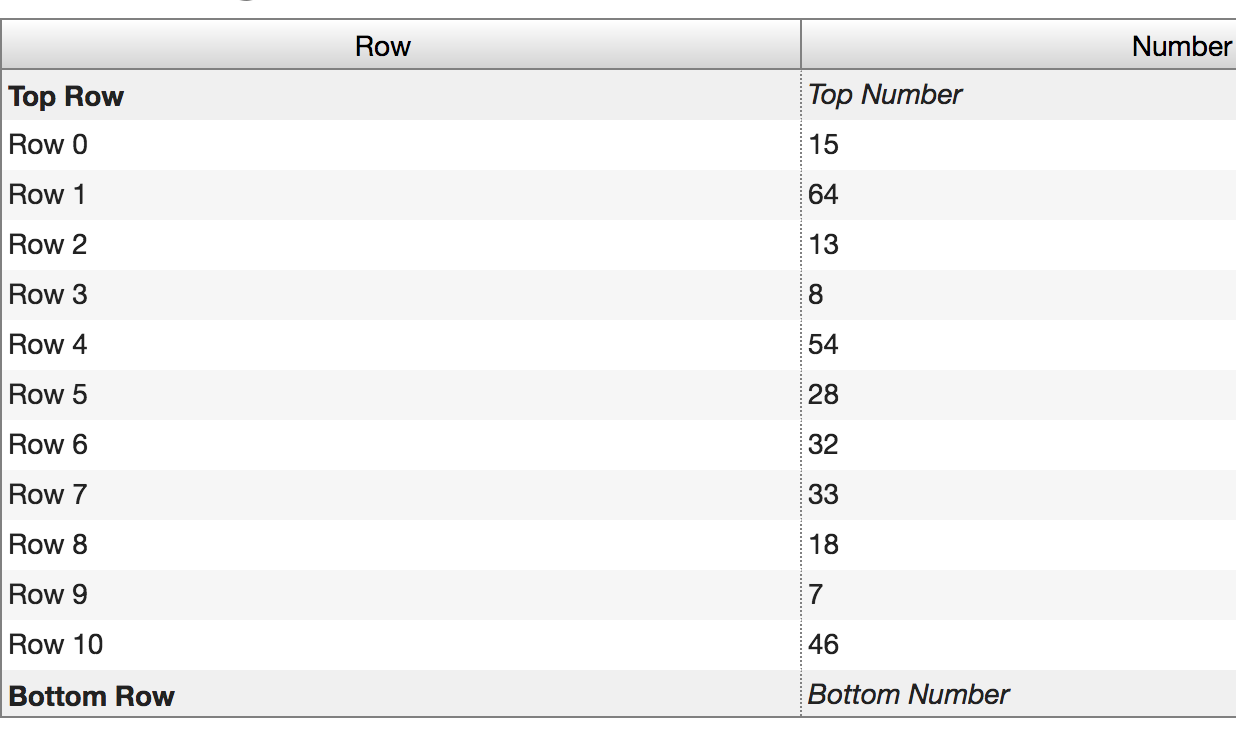 Row Number
Top Row Top Number
Row 0 15
Row 1 64
Row 2 13
Row 3 8
Row 4 54
Row 5 28
Row 6 32
Row 7 33
Row 8 18
Row 9 7
Row 10 46
Bottom Row Bottom Number